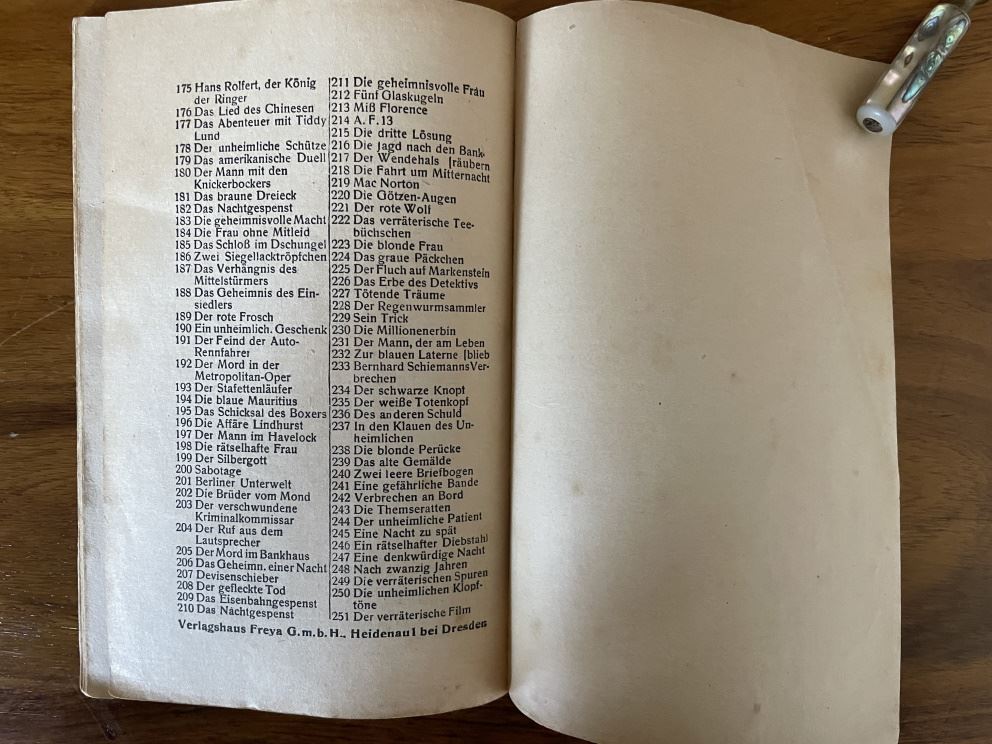 175 Hans Rolfert, der König
der Ringer
176 Das Lied des Chinesen
177 Das Abenteuer mit Tiddy
Lund
178 Der unheimliche Schütze
179 Das amerikanische Duell
180 Der Mann mit den
Knickerbockers
181 Das braune Dreieck
182 Das Nachtgespenst
183 Die geheimnisvolle Macht
184 Die Frau ohne Mitleid
185 Das Schloß im Dschungel
186 Zwei Siegellacktröpfchen
187 Das Verhängnis des
Mittelstürmers
188 Das Geheimnis des Ein-
siedlers
189 Der rote Frosch
190 Ein unheimlich. Geschenk
191 Der Feind der Auto-
Rennfahrer
192 Der Mord in der
Metropolitan-Oper
193 Der Stafettenläufer
194 Die blaue Mauritius
195 Das Schicksal des Boxers
196 Die Affäre Lindhurst
197 Der Mann im Havelock
198 Die rätselhafte Frau
199 Der Silbergott
200 Sabotage
201 Berliner Unterwelt
202 Die Brüder vom Mond
203 Der verschwundene
Kriminalkommissar
204 Der Ruf aus dem
Lautsprecher
205 Der Mord im Bankhaus
206 Das Geheimn. einer Nacht
207 Devisenschieber
208 Der gefleckte Tod
209 Das Eisenbahngespenst
210 Das Nachtgespenst
211 Die geheimnisvolle Frau
212 Fünf Glaskugeln
213 Miß Florence
214 A. F. 13
215 Die dritte Lösung
216 Die Jagd nach den Bank-
217 Der Wendehals [räubern
218 Die Fahrt um Mitternacht
219 Mac Norton
220 Die Götzen-Augen
221 Der rote Wolf
222 Das verräterische Tee-
büchschen
223 Die blonde Frau
224 Das graue Päckchen
225 Der Fluch auf Markenstein
226 Das Erbe des Detektivs
227 Tötende Träume
228 Der Regenwurmsammler
229 Sein Trick
230 Die Millionenerbin
231 Der Mann, der am Leben
232 Zur blauen Laterne [blieb
233 Bernhard Schiemanns Ver-
brechen
234 Der schwarze Knopf
235 Der weiße Totenkopf
236 Des anderen Schuld
237 In den Klauen des Un-
heimlichen
238 Die blonde Perücke
239 Das alte Gemälde
240 Zwei leere Briefbogen
241 Eine gefährliche Bande
242 Verbrechen an Bord
243 Die Themseratten
244 Der unheimliche Patient
245 Eine Nacht zu spät
246 Ein rätselhafter Diebstahl
247 Eine denkwürdige Nacht
248 Nach zwanzig Jahren
249 Die verräterischen Spuren
250 Die unheimlichen Klopf-
töne
251 Der verräterische Film
Verlagshaus Freya G.m.b.H., Heidenau 1 bei Dresden